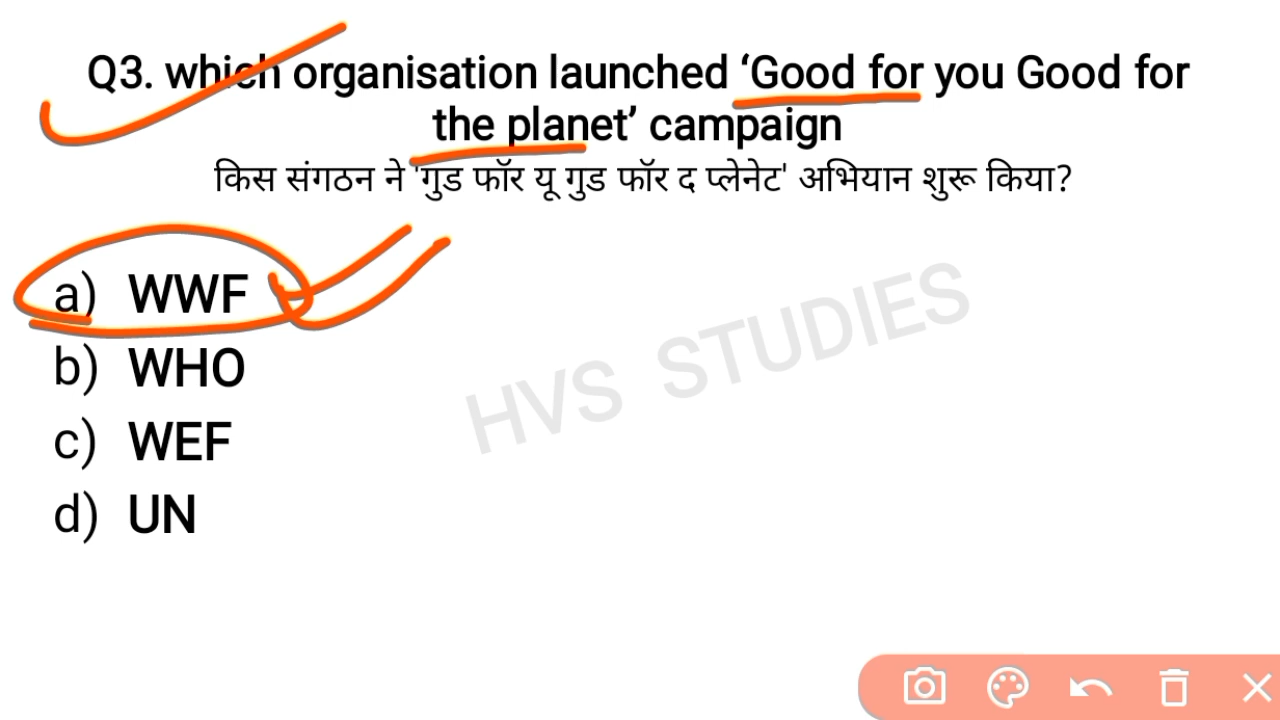 Q3. which organisation launched ‘Good for you Good for
the planet’ campaign
किस संगठन ने 'गुड फॉर यू गुड फॉर द प्लेनेट' अभियान शुरू किया?
a) WWF
b) WHO
c) WEF
d) UN
HVS STUDIES